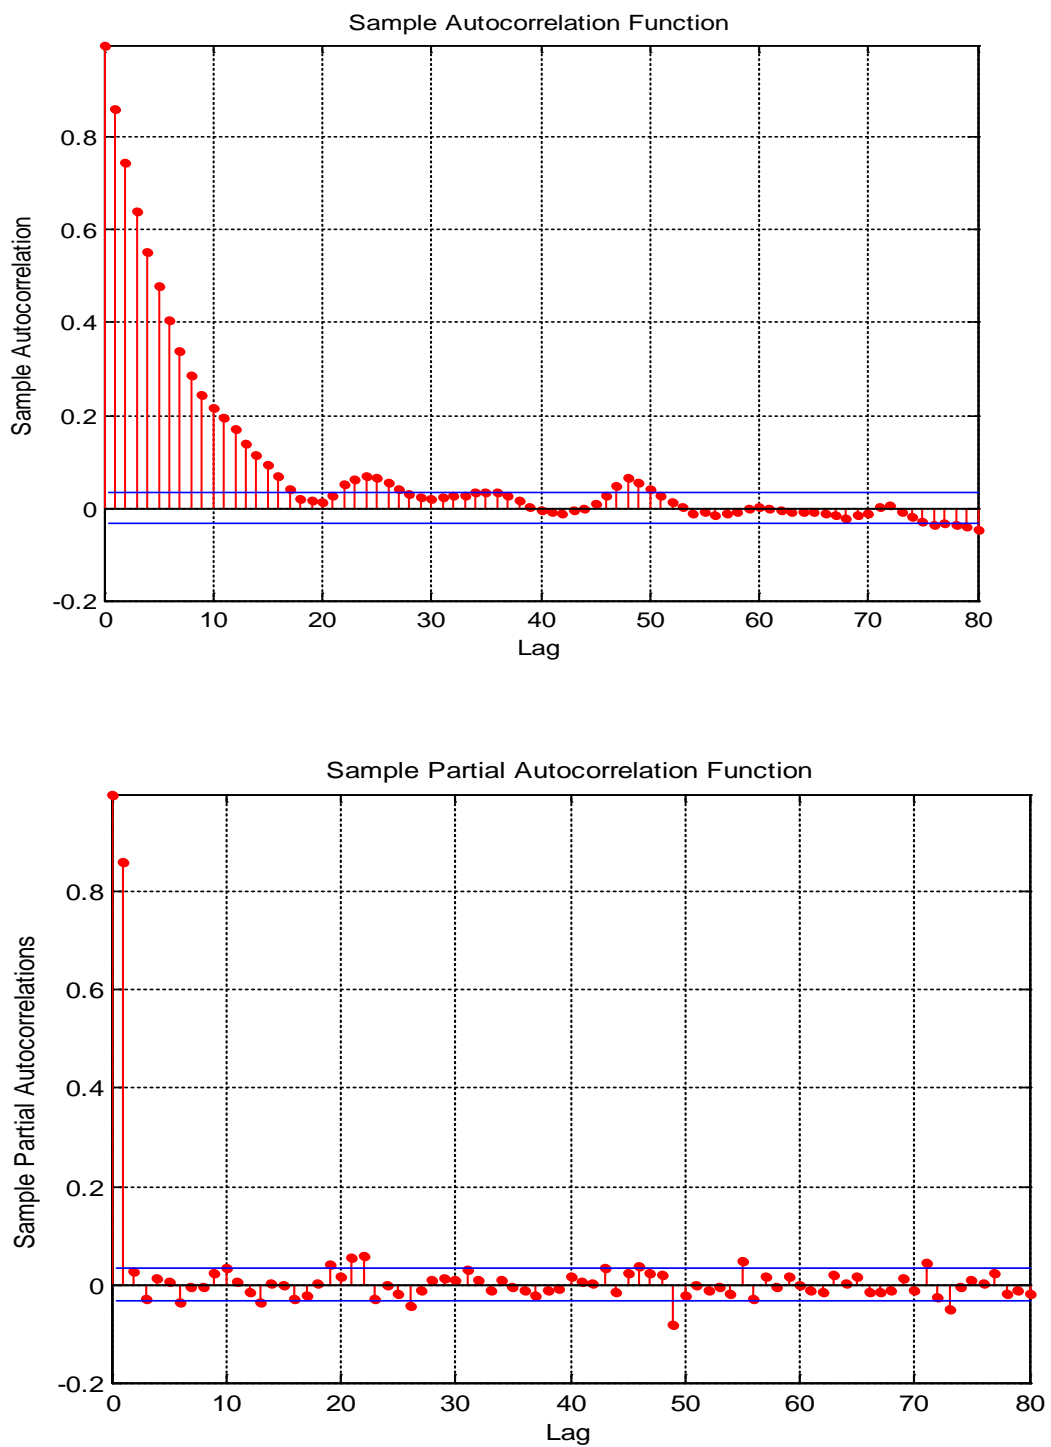 Sample Autocorrelation Function
Sample Autocorrelation
0.8
0.6
0.4
0.2
0
-0.2
0 10 20 30 40 50 60 70 80
Lag
Sample Partial Autocorrelation Function
Sample Partial Autocorrelations
0.8
0.6
0.4
0.2
0
-0.2
0 10 20 30 40 50 60 70 80
Lag